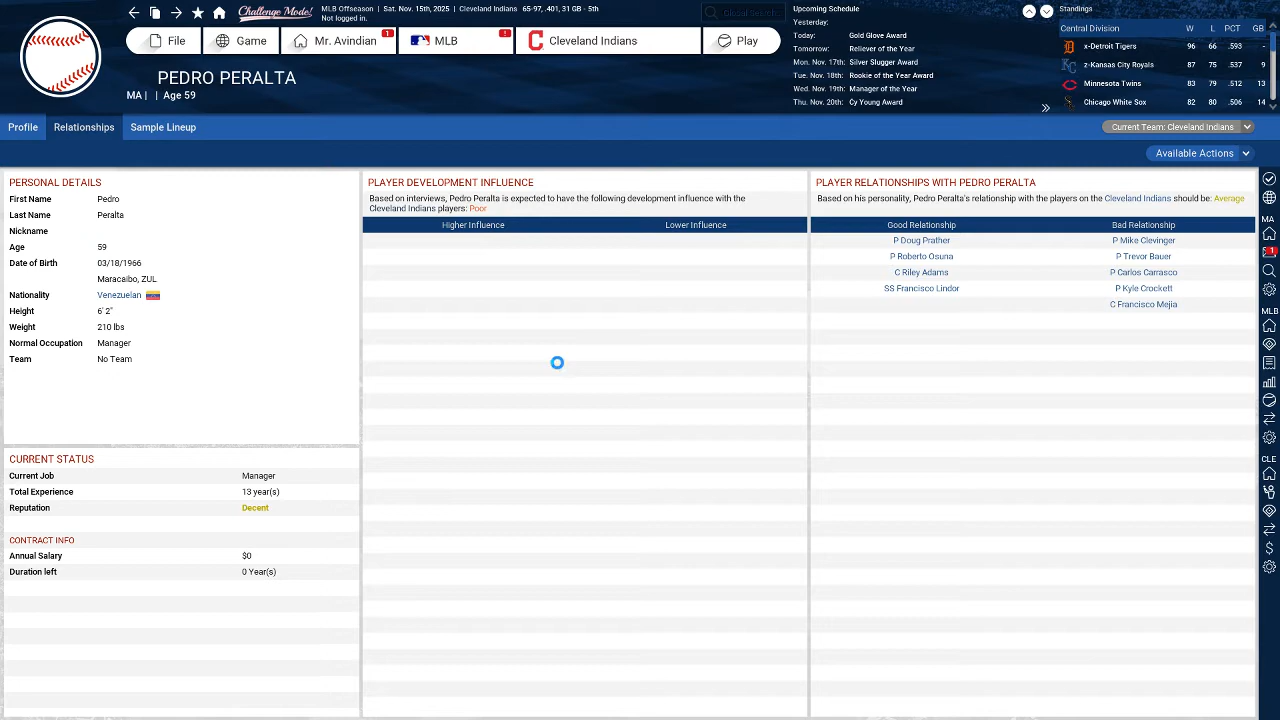 Challenge Mode!
MLB Offseason | Sat. Nov. 15th, 2025 | Cleveland Indians 65-97, .401, 31 GB - 5th
Not logged in.
Global Search...
File
Game
Mr. Avindian
1
MLB
!
Cleveland Indians
Play
PEDRO PERALTA
MA | | Age 59
Upcoming Schedule
Yesterday:
Today: Gold Glove Award
Tomorrow: Reliever of the Year
Mon. Nov. 17th: Silver Slugger Award
Tue. Nov. 18th: Rookie of the Year Award
Wed. Nov. 19th: Manager of the Year
Thu. Nov. 20th: Cy Young Award
Standings
Central Division W L PCT GB
x-Detroit Tigers 96 66 .593 -
z-Kansas City Royals 87 75 .537 9
Minnesota Twins 83 79 .512 13
Chicago White Sox 82 80 .506 14
Profile
Relationships
Sample Lineup
Current Team: Cleveland Indians
Available Actions
PERSONAL DETAILS
First Name Pedro
Last Name Peralta
Nickname
Age 59
Date of Birth 03/18/1966
Maracaibo, ZUL
Nationality Venezuelan
Height 6' 2"
Weight 210 lbs
Normal Occupation Manager
Team No Team
CURRENT STATUS
Current Job Manager
Total Experience 13 year(s)
Reputation Decent
CONTRACT INFO
Annual Salary $0
Duration left 0 Year(s)
PLAYER DEVELOPMENT INFLUENCE
Based on interviews, Pedro Peralta is expected to have the following development influence with the
Cleveland Indians players: Poor
Higher Influence Lower Influence
PLAYER RELATIONSHIPS WITH PEDRO PERALTA
Based on his personality, Pedro Peralta's relationship with the players on the Cleveland Indians should be: Average
Good Relationship Bad Relationship
P Doug Prather P Mike Clevinger
P Roberto Osuna P Trevor Bauer
C Riley Adams P Carlos Carrasco
SS Francisco Lindor P Kyle Crockett
C Francisco Mejia
MA
1
MLB
CLE